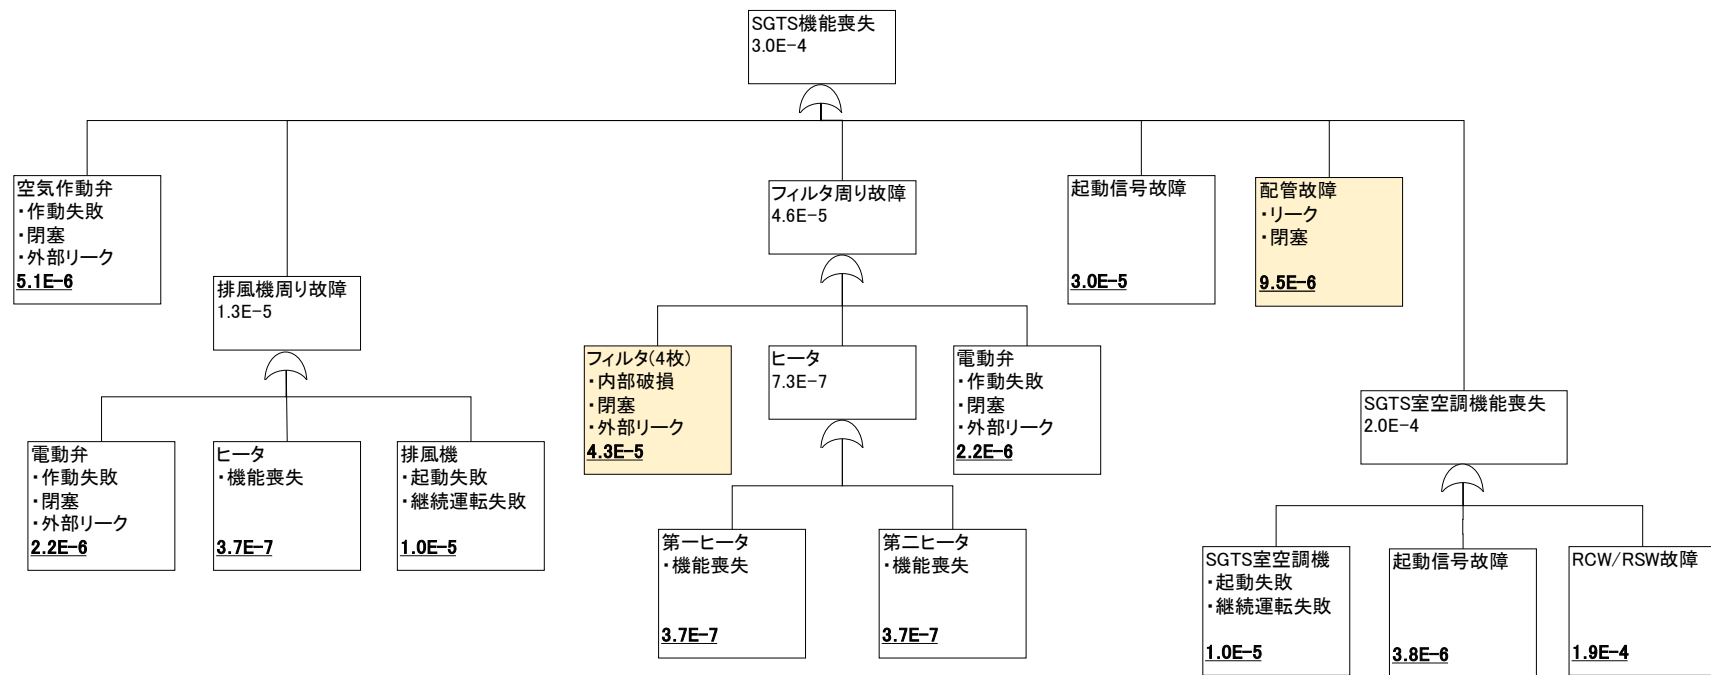 SGTS機能喪失
3.0E-4
空気作動弁
・作動失敗
・閉塞
・外部リーク
5.1E-6
排風機周り故障
1.3E-5
フィルタ周り故障
4.6E-5
起動信号故障
3.0E-5
配管故障
・リーク
・閉塞
9.5E-6
フィルタ(4枚)
・内部破損
・閉塞
・外部リーク
4.3E-5
ヒータ
7.3E-7
電動弁
・作動失敗
・閉塞
・外部リーク
2.2E-6
SGTS室空調機能喪失
2.0E-4
電動弁
・作動失敗
・閉塞
・外部リーク
2.2E-6
ヒータ
・機能喪失
3.7E-7
排風機
・起動失敗
・継続運転失敗
1.0E-5
第一ヒータ
・機能喪失
3.7E-7
第二ヒータ
・機能喪失
3.7E-7
SGTS室空調機
・起動失敗
・継続運転失敗
1.0E-5
起動信号故障
3.8E-6
RCW/RSW故障
1.9E-4